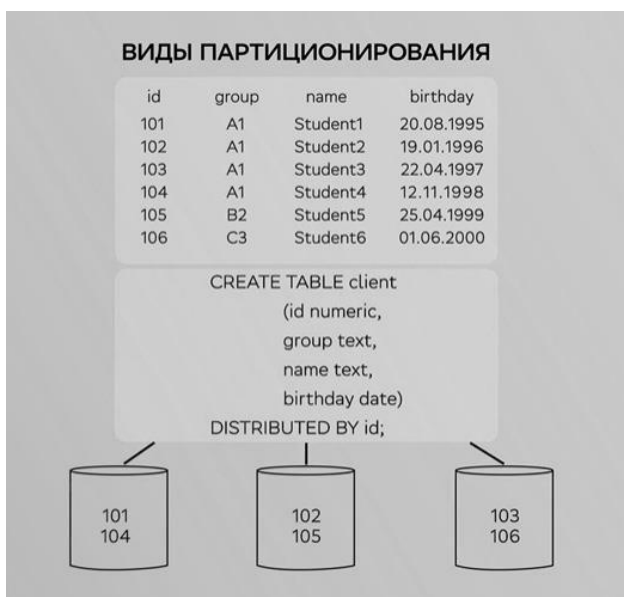 ВИДЫ ПАРТИЦИОНИРОВАНИЯ
id group name birthday
101 A1 Student1 20.08.1995
102 A1 Student2 19.01.1996
103 A1 Student3 22.04.1997
104 A1 Student4 12.11.1998
105 B2 Student5 25.04.1999
106 C3 Student6 01.06.2000
CREATE TABLE client
(id numeric,
group text,
name text,
birthday date)
DISTRIBUTED BY id;
101 102 103
104 105 106